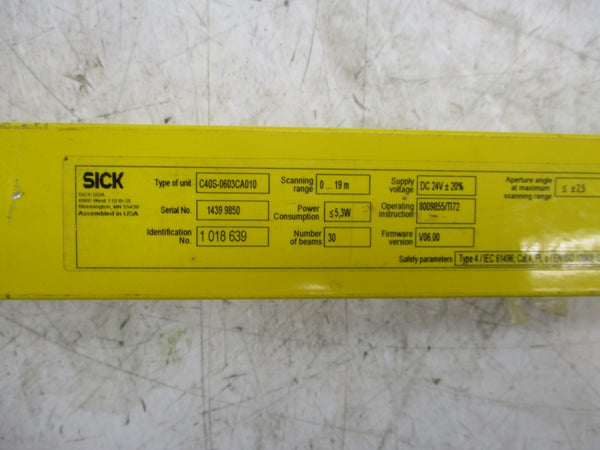 SICK
SICK USA
6900 West 110 th St.
Bloomington, MN 55438
Assembled in USA
Type of unit C40S-0603CA010
Serial No. 1439 9850
Identification No. 1 018 639
Scanning range 0 ... 19 m
Power Consumption ≤ 5,3W
Number of beams 30
Supply voltage DC 24V ± 20%
Operating instruction 8009855/TI72
Firmware version V06.00
Aperture angle at maximum scanning range ≤ ±2,5
Safety parameters Type 4 / IEC 61496, Cat.4, PL e / EN ISO 13849,